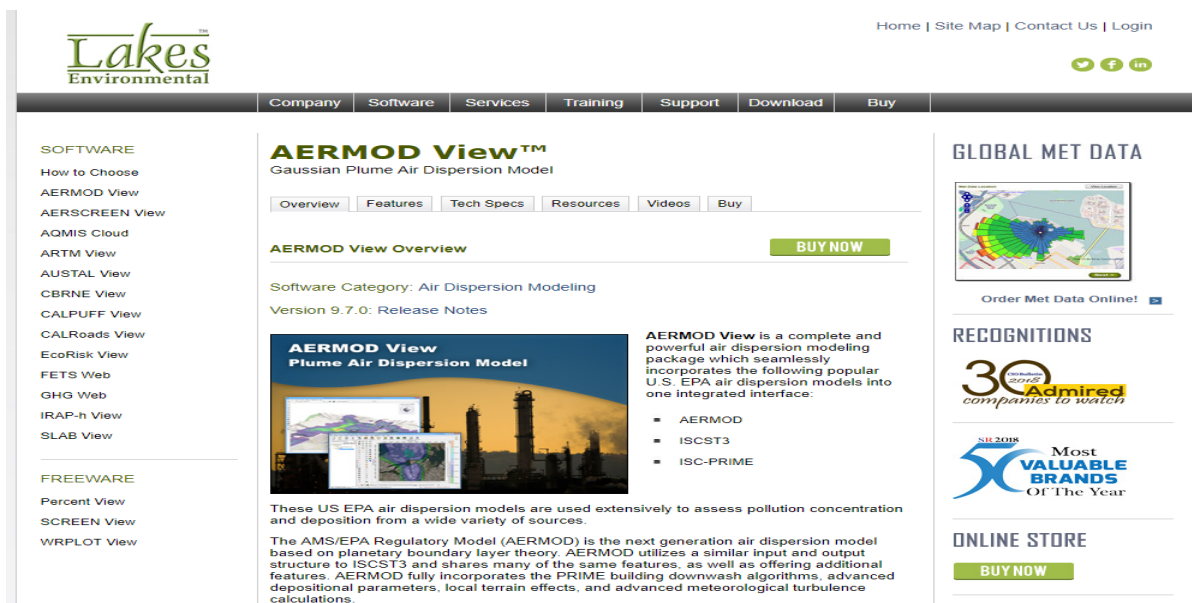 Lakes™
Environmental
Home | Site Map | Contact Us | Login
Company Software Services Training Support Download Buy
SOFTWARE
How to Choose
AERMOD View
AERSCREEN View
AQMIS Cloud
ARTM View
AUSTAL View
CBRNE View
CALPUFF View
CALRoads View
EcoRisk View
FETS Web
GHG Web
IRAP-h View
SLAB View
FREEWARE
Percent View
SCREEN View
WRPLOT View
AERMOD View™
Gaussian Plume Air Dispersion Model
Overview Features Tech Specs Resources Videos Buy
AERMOD View Overview
BUY NOW
Software Category: Air Dispersion Modeling
Version 9.7.0: Release Notes
AERMOD View
Plume Air Dispersion Model
AERMOD View is a complete and
powerful air dispersion modeling
package which seamlessly
incorporates the following popular
U.S. EPA air dispersion models into
one integrated interface:
AERMOD
ISCST3
ISC-PRIME
These US EPA air dispersion models are used extensively to assess pollution concentration
and deposition from a wide variety of sources.
The AMS/EPA Regulatory Model (AERMOD) is the next generation air dispersion model
based on planetary boundary layer theory. AERMOD utilizes a similar input and output
structure to ISCST3 and shares many of the same features, as well as offering additional
features. AERMOD fully incorporates the PRIME building downwash algorithms, advanced
depositional parameters, local terrain effects, and advanced meteorological turbulence
calculations.
GLOBAL MET DATA
Order Met Data Online!
RECOGNITIONS
30
2018
Admired
companies to watch
SR 2018
50
Most
VALUABLE
BRANDS
Of The Year
ONLINE STORE
BUY NOW